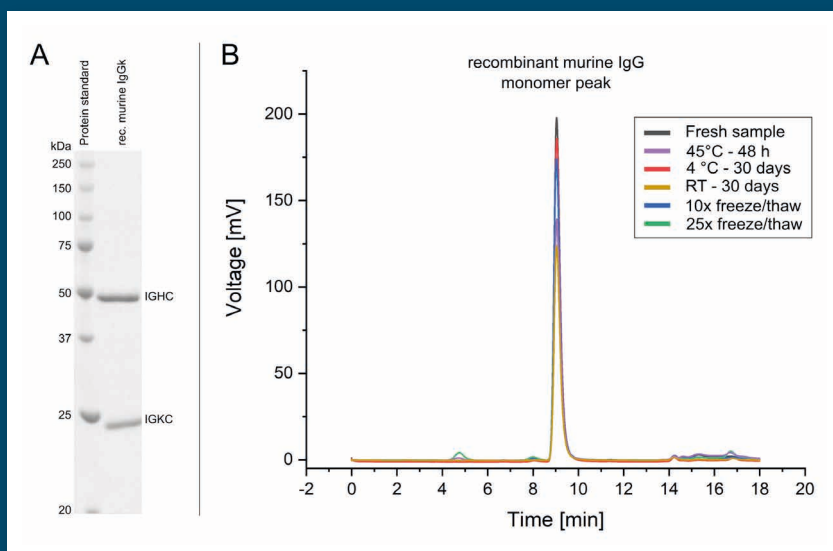 A
Protein standard
rec. murine IgGk
kDa
250
150
100
75
50
37
25
20
IGHC
IGKC
B
recombinant murine IgG
monomer peak
Fresh sample
45°C - 48 h
4 °C - 30 days
RT - 30 days
10x freeze/thaw
25x freeze/thaw
Voltage [mV]
200
150
100
50
0
-2 0 2 4 6 8 10 12 14 16 18 20
Time [min]